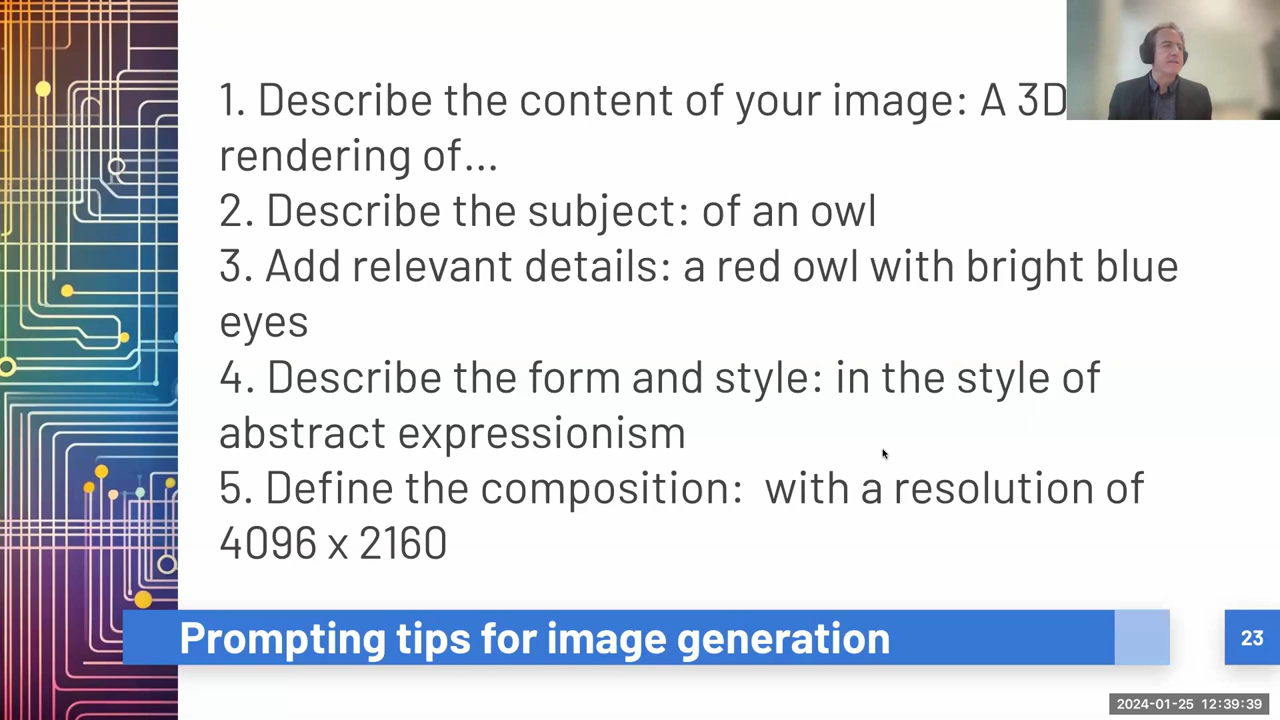 1. Describe the content of your image: A 3D
rendering of...
2. Describe the subject: of an owl
3. Add relevant details: a red owl with bright blue
eyes
4. Describe the form and style: in the style of
abstract expressionism
5. Define the composition:  with a resolution of
4096 x 2160
Prompting tips for image generation
23
2024-01-25 12:39:39